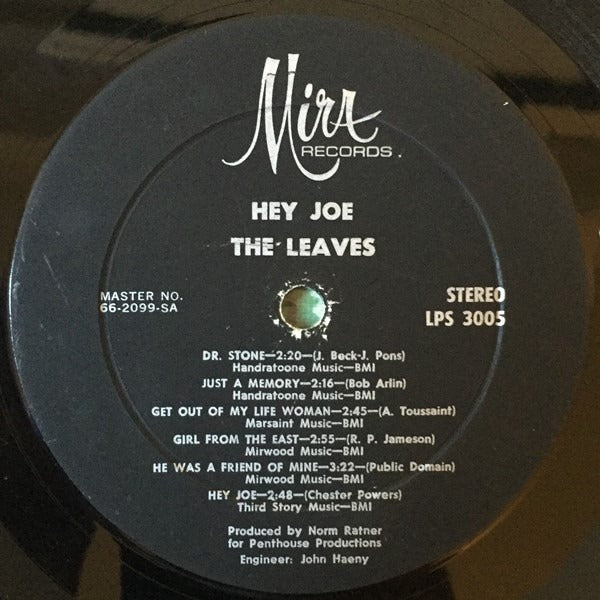 Mira
RECORDS.
HEY JOE
THE LEAVES
MASTER NO.
66-2099-SA
STEREO
LPS 3005
DR. STONE—2:20—(J. Beck-J. Pons)
Handratoone Music—BMI
JUST A MEMORY—2:16—(Bob Arlin)
Handratoone Music—BMI
GET OUT OF MY LIFE WOMAN—2:45—(A. Toussaint)
Marsaint Music—BMI
GIRL FROM THE EAST—2:55—(R. P. Jameson)
Mirwood Music—BMI
HE WAS A FRIEND OF MINE—3:22—(Public Domain)
Mirwood Music—BMI
HEY JOE—2:48—(Chester Powers)
Third Story Music—BMI
Produced by Norm Ratner
for Penthouse Productions
Engineer: John Haeny